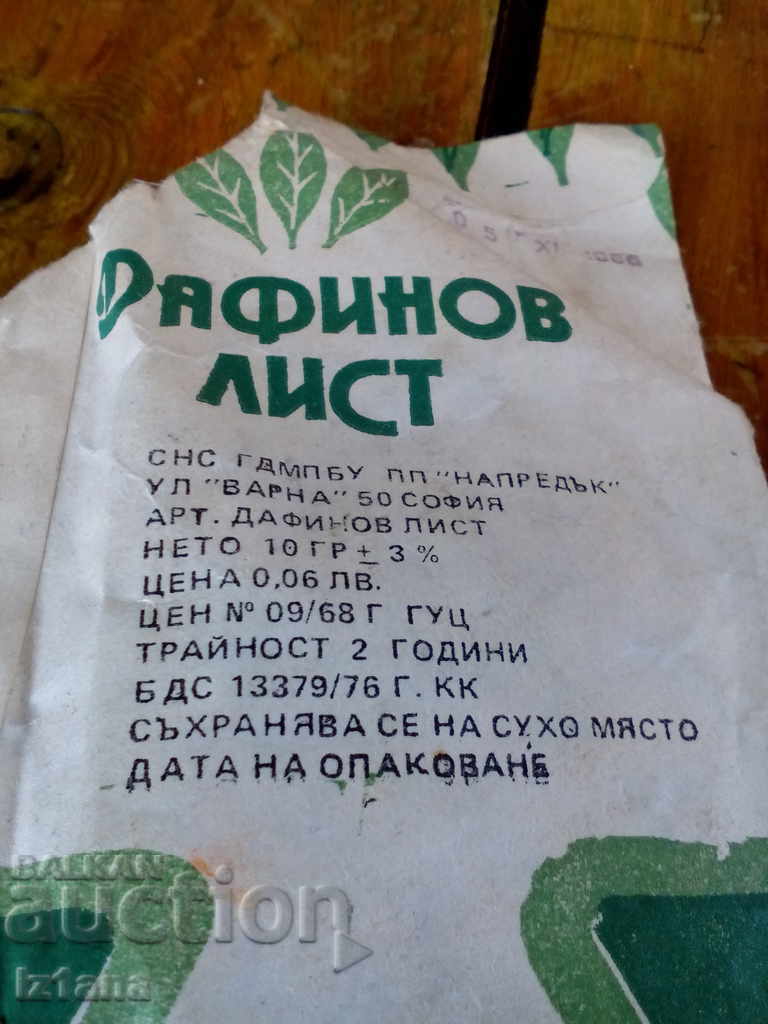 ДАФИНОВ
ЛИСТ
СНС ГДМПБУ ПП "НАПРЕДЪК"
УЛ "ВАРНА" 50 СОФИЯ
АРТ. ДАФИНОВ ЛИСТ
НЕТО 10 ГР ± 3 %
ЦЕНА 0,06 ЛВ.
ЦЕН № 09/68 Г ГУЦ
ТРАЙНОСТ 2 ГОДИНИ
БДС 13379/76 Г. КК
СЪХРАНЯВА СЕ НА СУХО МЯСТО
ДАТА НА ОПАКОВАНЕ
BALKAN
auction
Iz1ana